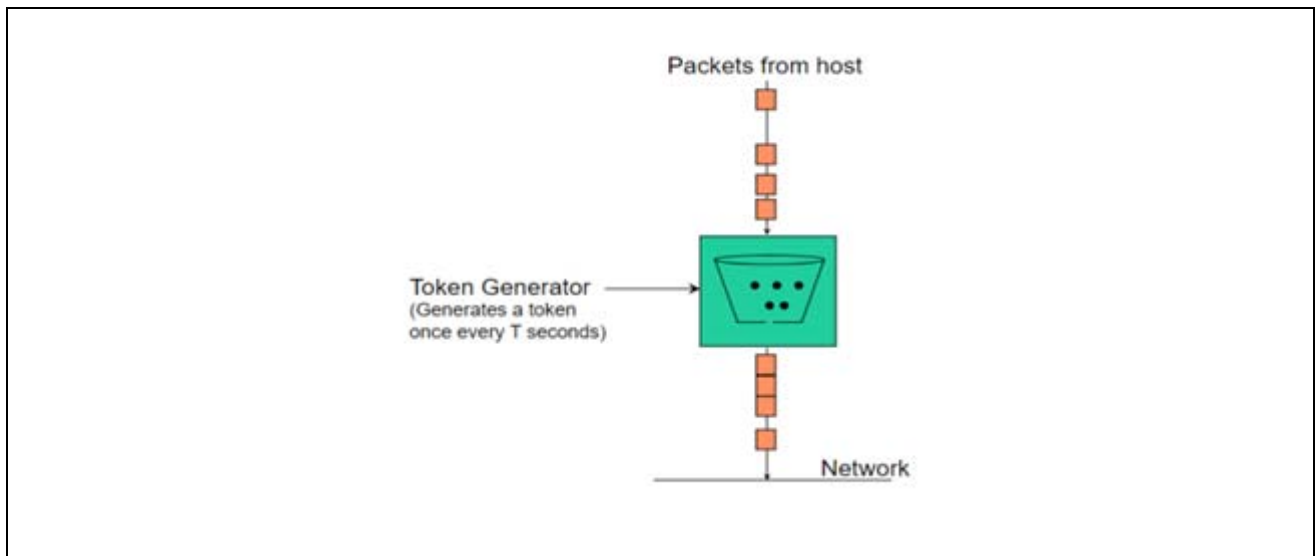 Packets from host
Token Generator
(Generates a token
once every T seconds)
Network